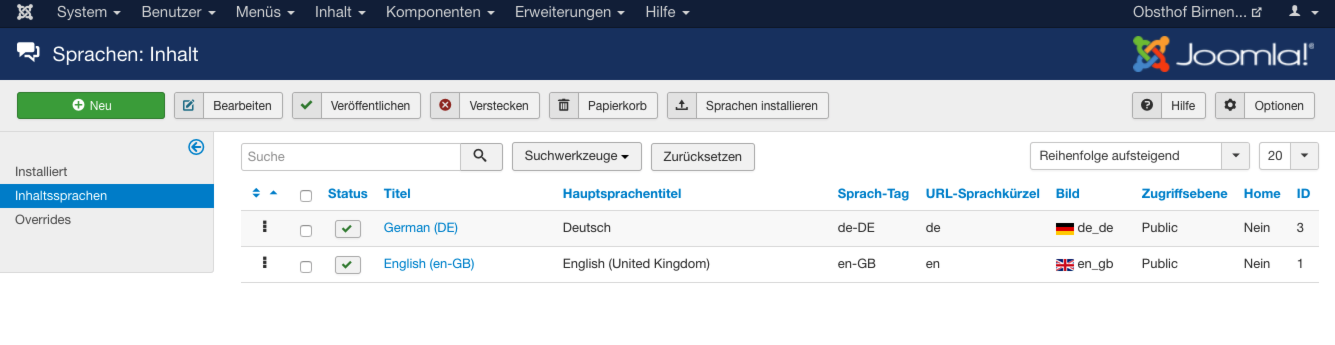 System Benutzer Menüs Inhalt Komponenten Erweiterungen Hilfe Obsthof Birnen...
Sprachen: Inhalt Joomla!
Neu Bearbeiten Veröffentlichen Verstecken Papierkorb Sprachen installieren Hilfe Optionen
Suche Suchwerkzeuge Zurücksetzen Reihenfolge aufsteigend 20
Installiert
Inhaltssprachen
Overrides
Status Titel Hauptsprachentitel Sprach-Tag URL-Sprachkürzel Bild Zugriffsebene Home ID
German (DE) Deutsch de-DE de de_de Public Nein 3
English (en-GB) English (United Kingdom) en-GB en en_gb Public Nein 1